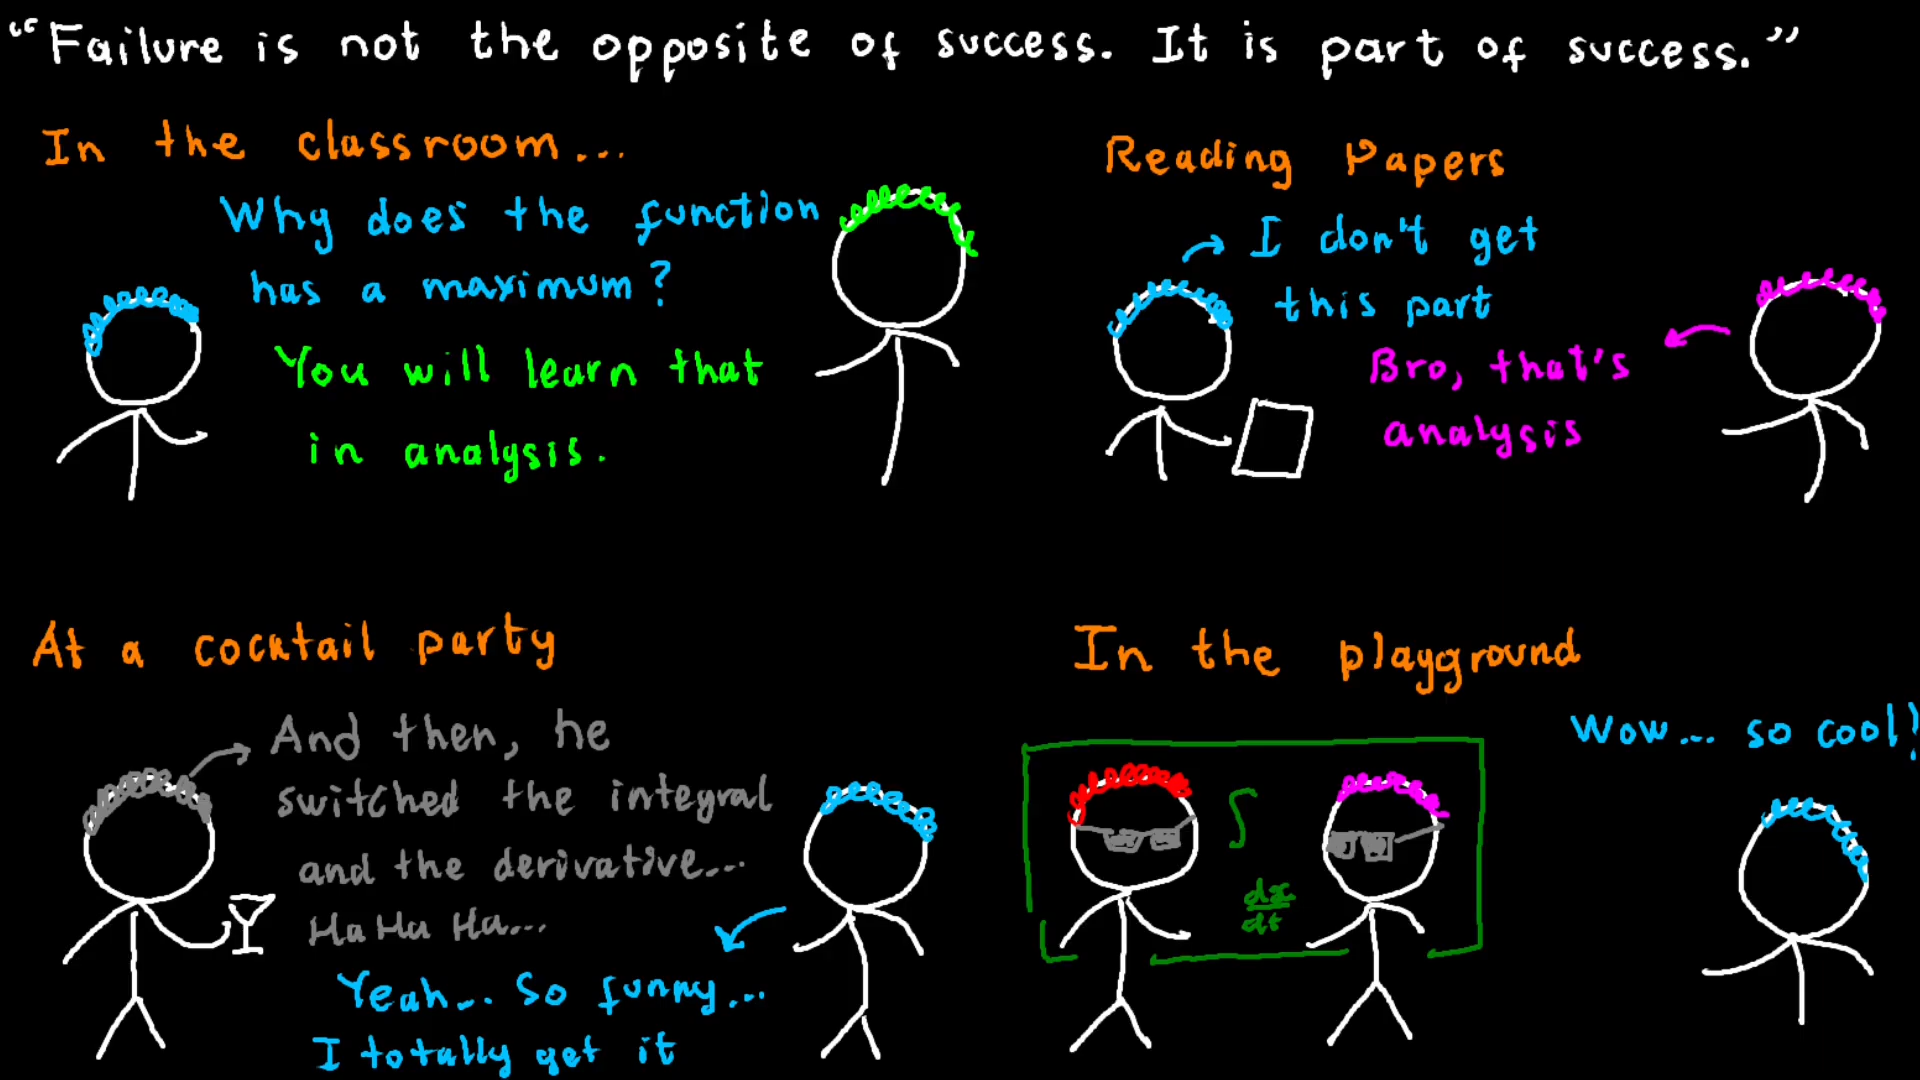 “Failure is not the opposite of success. It is part of success.”
In the classroom...
Why does the function
has a maximum?
You will learn that
in analysis.
Reading Papers
I don't get
this part
Bro, that's
analysis
At a cocktail party
And then, he
switched the integral
and the derivative...
Ha Ha Ha...
Yeah... So funny...
I totally get it
In the playground
Wow... so cool!
∫
dx
dt